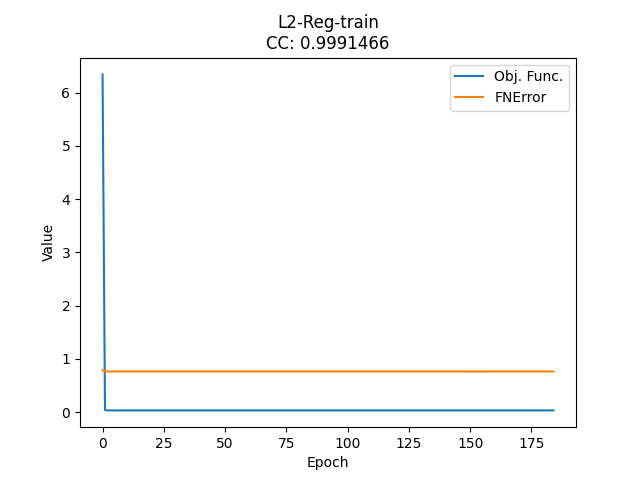 L2-Reg-train
CC: 0.9991466
Obj. Func.
FNError
6
5
4
3
2
1
0
Value
0 25 50 75 100 125 150 175
Epoch